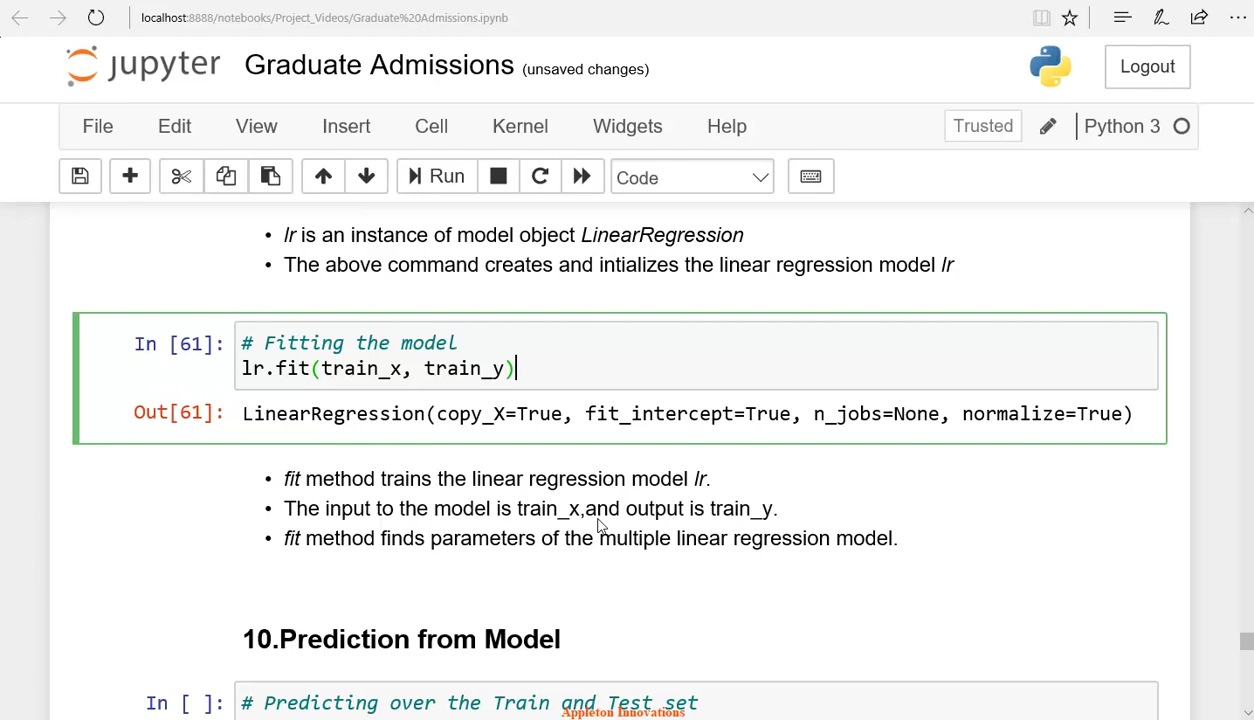 localhost:8888/notebooks/Project_Videos/Graduate%20Admissions.ipynb
jupyter Graduate Admissions (unsaved changes) Logout
File Edit View Insert Cell Kernel Widgets Help Trusted Python 3
Run Code
• lr is an instance of model object LinearRegression
• The above command creates and intializes the linear regression model lr
In [61]: # Fitting the model
lr.fit(train_x, train_y)
Out[61]: LinearRegression(copy_X=True, fit_intercept=True, n_jobs=None, normalize=True)
• fit method trains the linear regression model lr.
• The input to the model is train_x,and output is train_y.
• fit method finds parameters of the multiple linear regression model.
10.Prediction from Model
In [ ]: # Predicting over the Train and Test set
Appleton Innovations